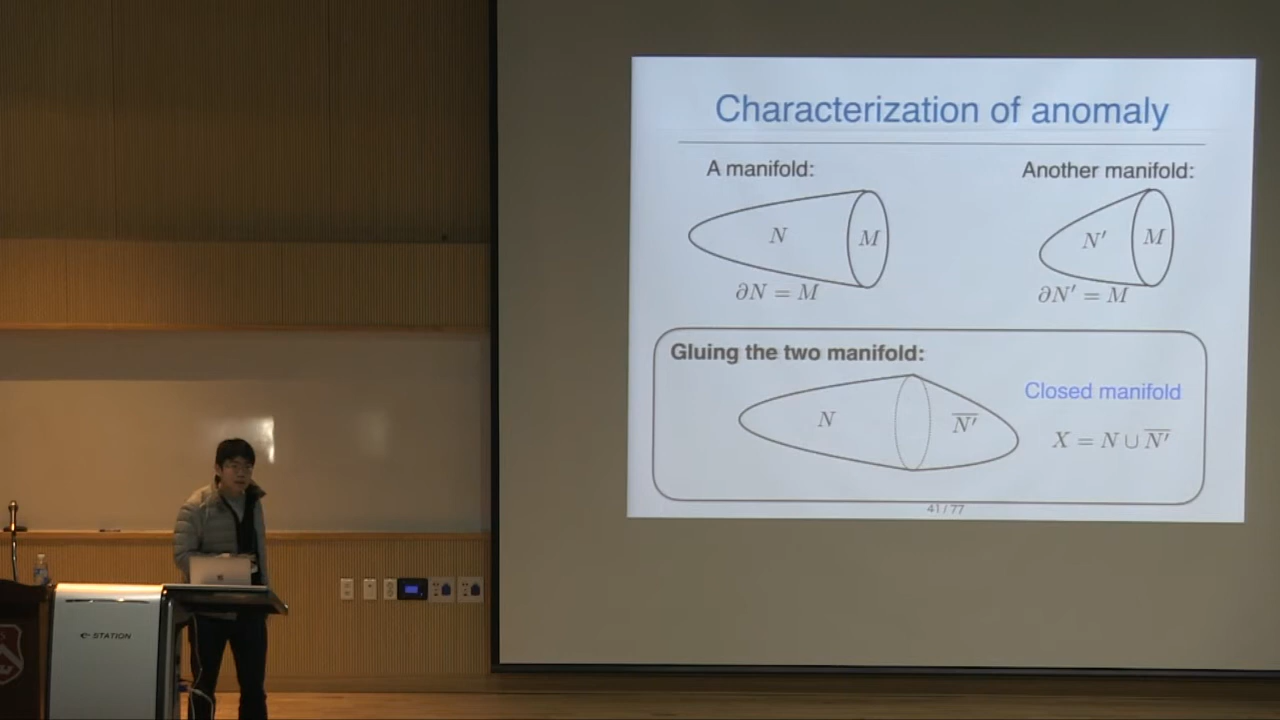 Characterization of anomaly
A manifold:
Another manifold:
N
M
N′
M
∂N = M
∂N′ = M
Gluing the two manifold:
Closed manifold
N
N̅′̅
X = N ∪ N̅′̅
41 / 77
STATION